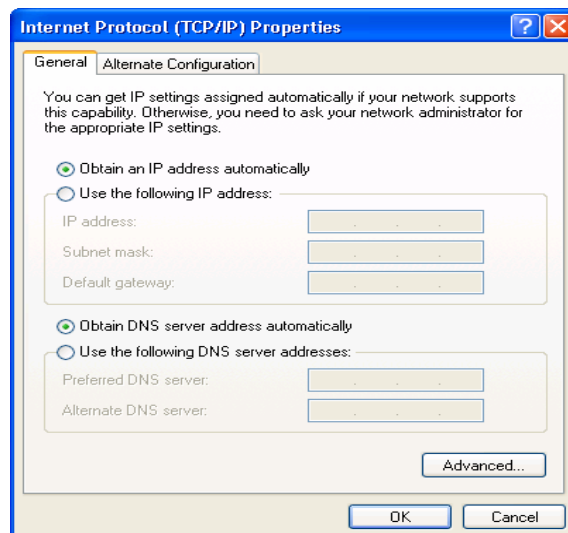 Internet Protocol (TCP/IP) Properties
General
Alternate Configuration
You can get IP settings assigned automatically if your network supports
this capability. Otherwise, you need to ask your network administrator for
the appropriate IP settings.
Obtain an IP address automatically
Use the following IP address:
IP address:
Subnet mask:
Default gateway:
Obtain DNS server address automatically
Use the following DNS server addresses:
Preferred DNS server:
Alternate DNS server:
Advanced...
OK
Cancel